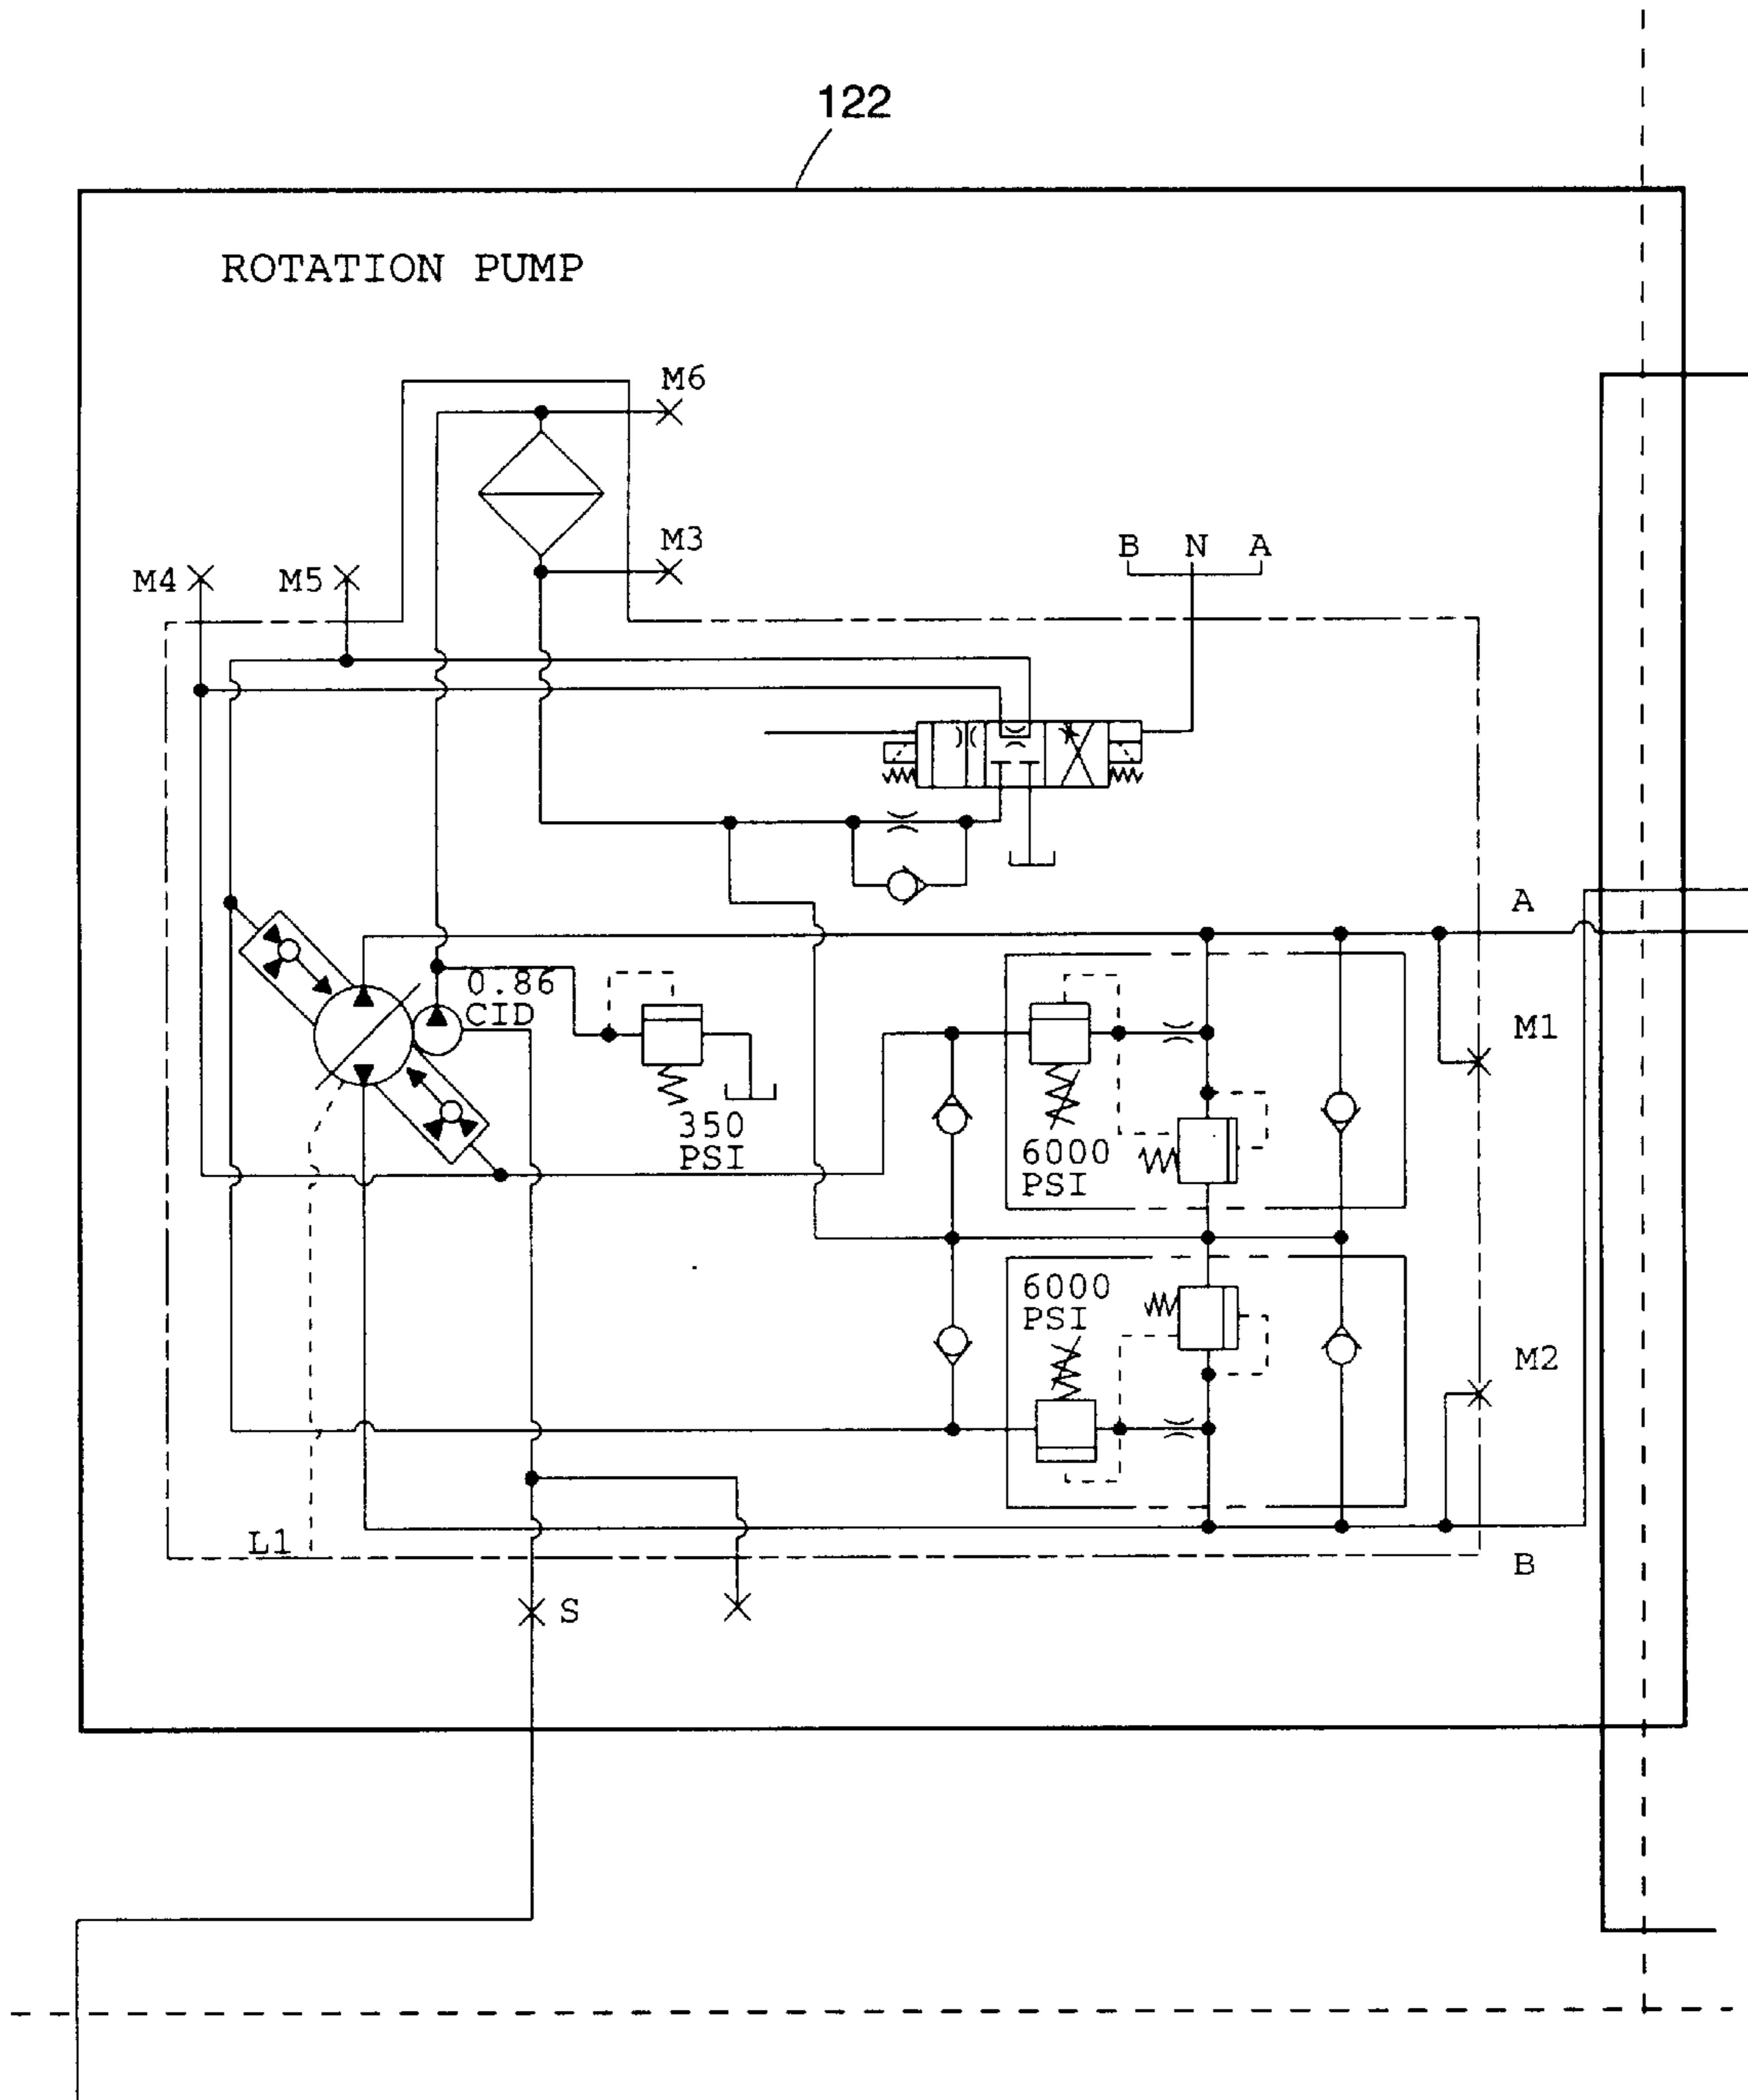 122
ROTATION PUMP
M6
M3
B N A
M4 M5
A
0.86
CID
M1
350
PSI
6000
PSI
6000
PSI
M2
L1
B
S